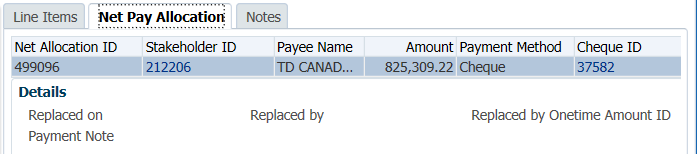 Line Items Net Pay Allocation Notes
Net Allocation ID Stakeholder ID Payee Name Amount Payment Method Cheque ID
499096 212206 TD CANAD... 825,309.22 Cheque 37582
Details
Replaced on Replaced by Replaced by Onetime Amount ID
Payment Note